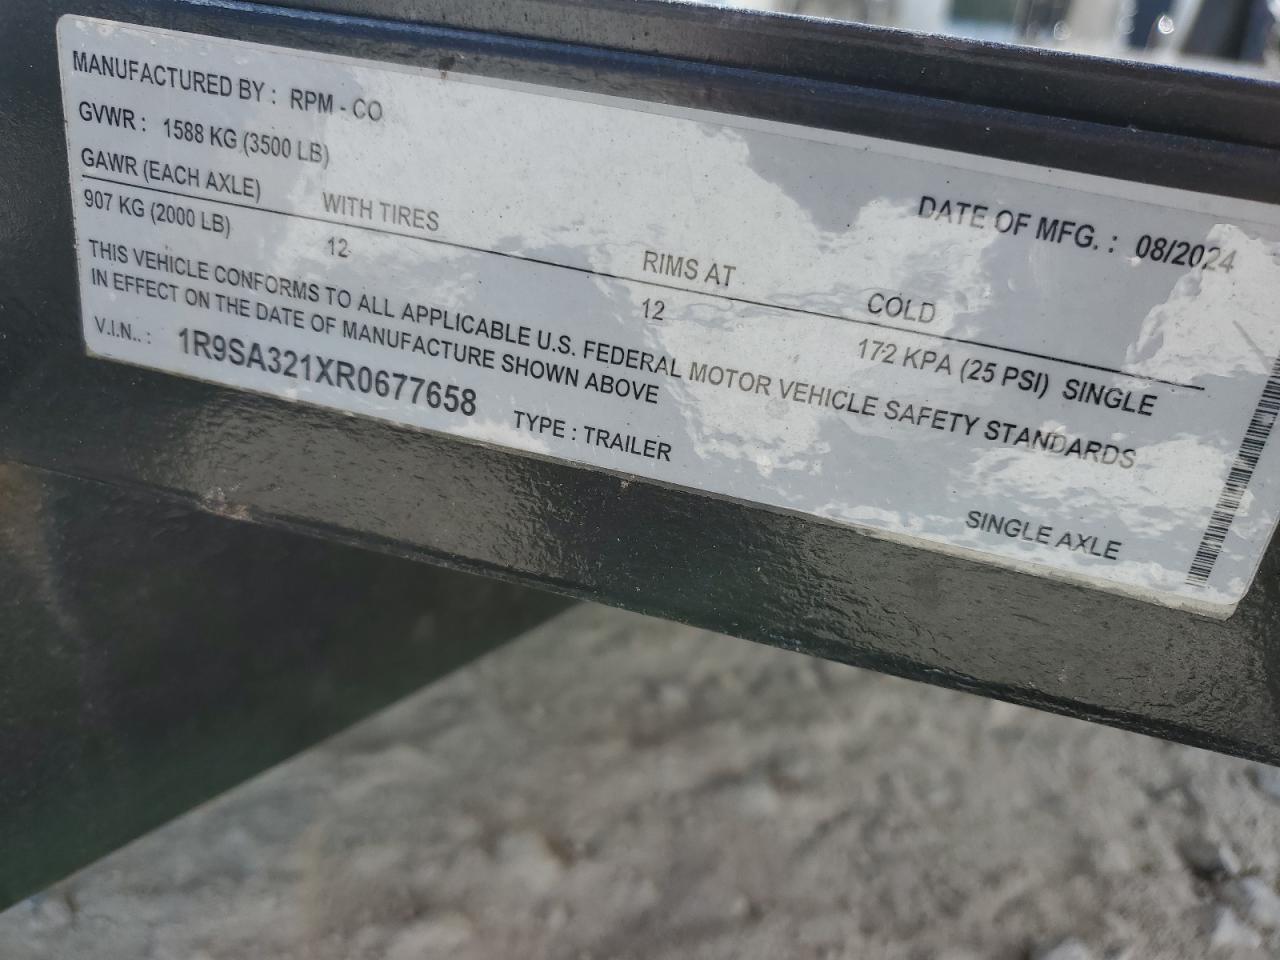 MANUFACTURED BY : RPM - CO
GVWR : 1588 KG (3500 LB) DATE OF MFG. : 08/2024
GAWR (EACH AXLE) WITH TIRES RIMS AT COLD
907 KG (2000 LB) 12 12 172 KPA (25 PSI) SINGLE
THIS VEHICLE CONFORMS TO ALL APPLICABLE U.S. FEDERAL MOTOR VEHICLE SAFETY STANDARDS
IN EFFECT ON THE DATE OF MANUFACTURE SHOWN ABOVE
V.I.N.. : 1R9SA321XR0677658 TYPE : TRAILER SINGLE AXLE